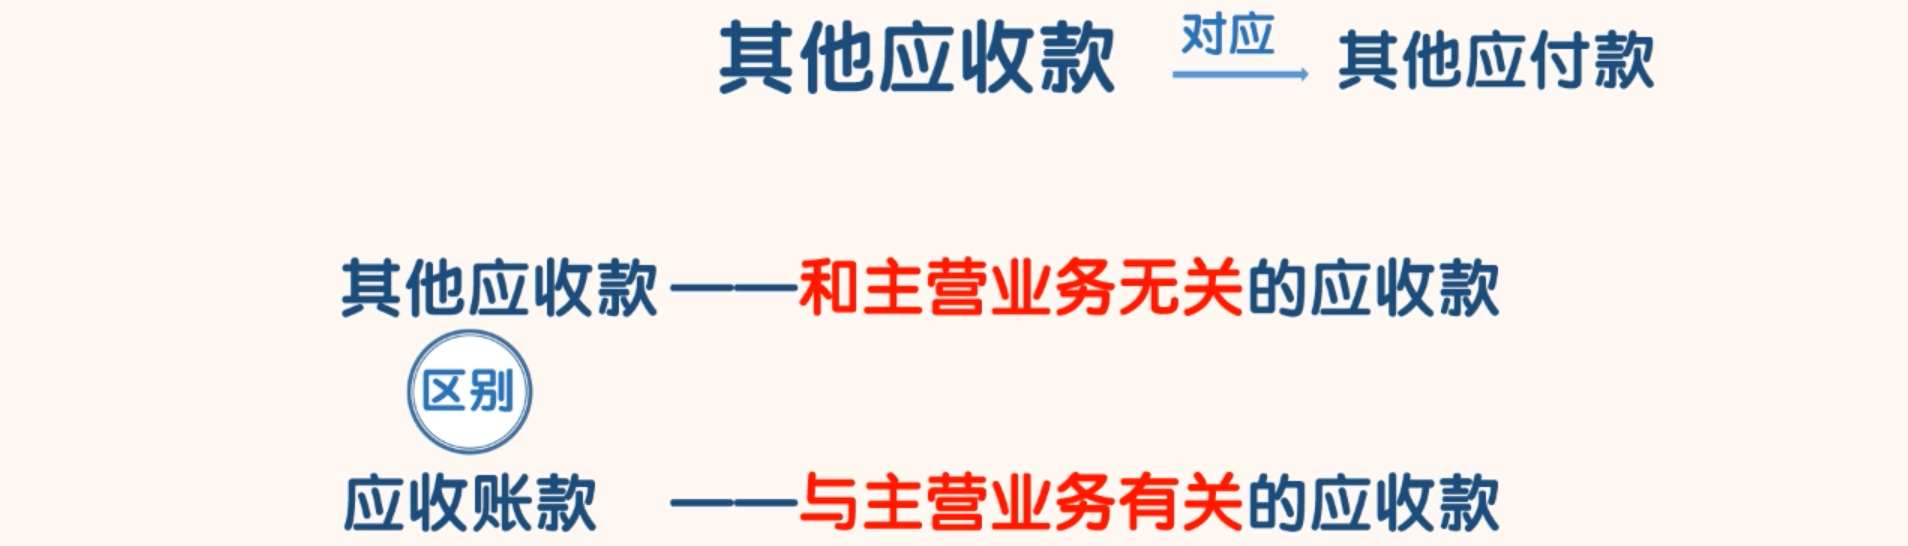 其他应收款 对应 其他应付款
其他应收款——和主营业务无关的应收款
区别
应收账款 ——与主营业务有关的应收款